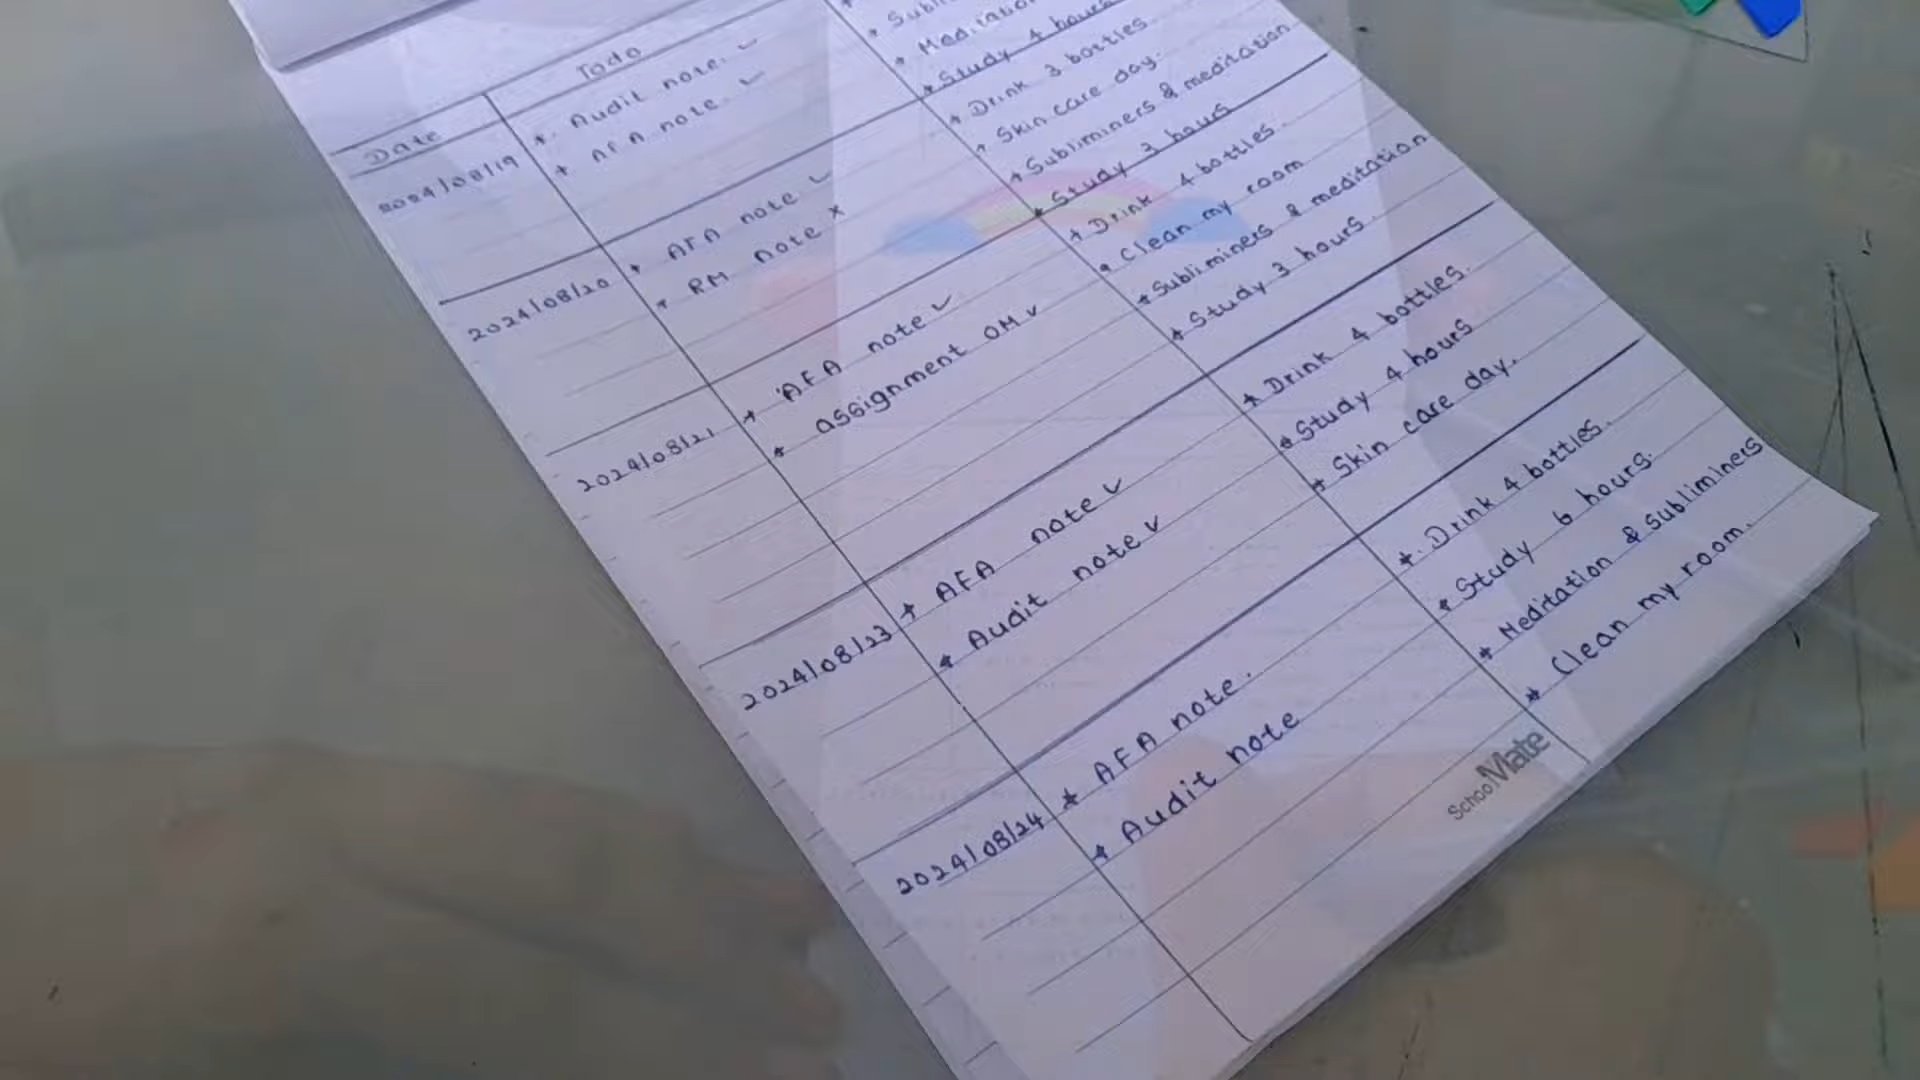 Date
Todo
2024/08/19
* Audit note. ✓
* AFA note. ✓
Meditation
* Study 4 hours
2024/08/20
* AFA note ✓
* RM note x
* Drink 3 bottles
* Skin care day.
* Subliminers & meditation
* Study 3 hours
2024/08/21
* AFA note ✓
* assignment OM ✓
* Drink 4 bottles.
* Clean my room
* Subliminers & meditation
* Study 3 hours.
2024/08/23
* AFA note ✓
* Audit note ✓
* Drink 4 bottles.
* Study 4 hours
* Skin care day.
2024/08/24
* AFA note.
* Audit note
* Drink 4 bottles.
* Study 6 hours.
* Meditation & subliminers
* Clean my room.
SchooMate